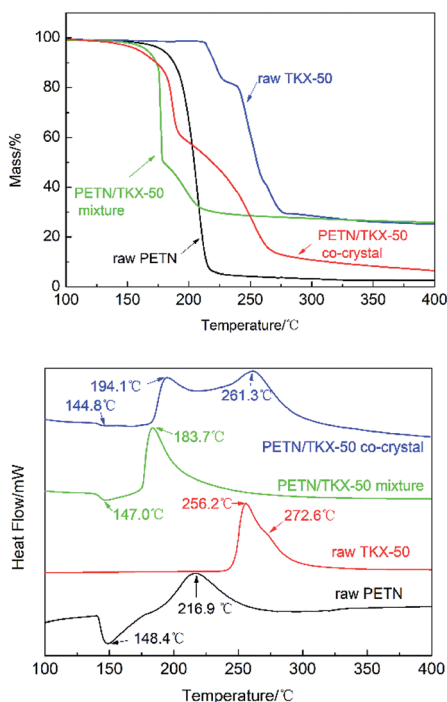 100
80
60
40
20
0
Mass/%
raw TKX-50
PETN/TKX-50
mixture
raw PETN
PETN/TKX-50
co-crystal
100 150 200 250 300 350 400
Temperature/℃
Heat Flow/mW
194.1℃
144.8℃
261.3℃
PETN/TKX-50 co-crystal
183.7℃
147.0℃
PETN/TKX-50 mixture
256.2℃
272.6℃
raw TKX-50
raw PETN
216.9℃
148.4℃
100 150 200 250 300 350 400
Temperature/℃